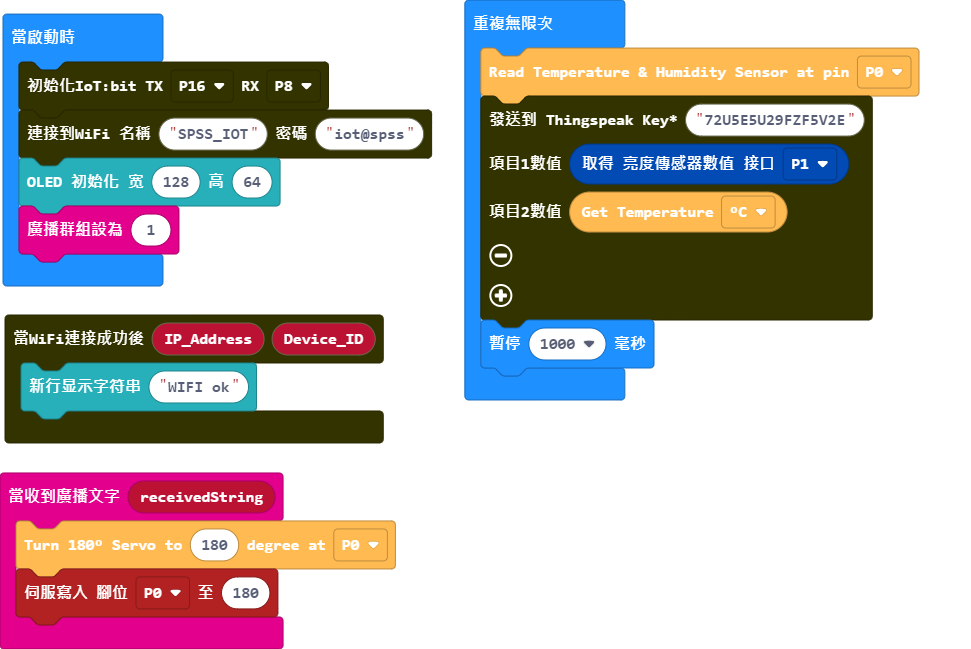 當啟動時
初始化IoT:bit TX P16 RX P8
連接到WiFi 名稱 "SPSS_IOT" 密碼 "iot@spss"
OLED 初始化 宽 128 高 64
廣播群組設為 1
當WiFi連接成功後 IP_Address Device_ID
新行显示字符串 "WIFI ok"
當收到廣播文字 receivedString
Turn 180º Servo to 180 degree at P0
伺服寫入 腳位 P0 至 180
重複無限次
Read Temperature & Humidity Sensor at pin P0
發送到 Thingspeak Key* "72U5E5U29FZF5V2E"
項目1數值 取得 亮度傳感器數值 接口 P1
項目2數值 Get Temperature ºC
暫停 1000 毫秒